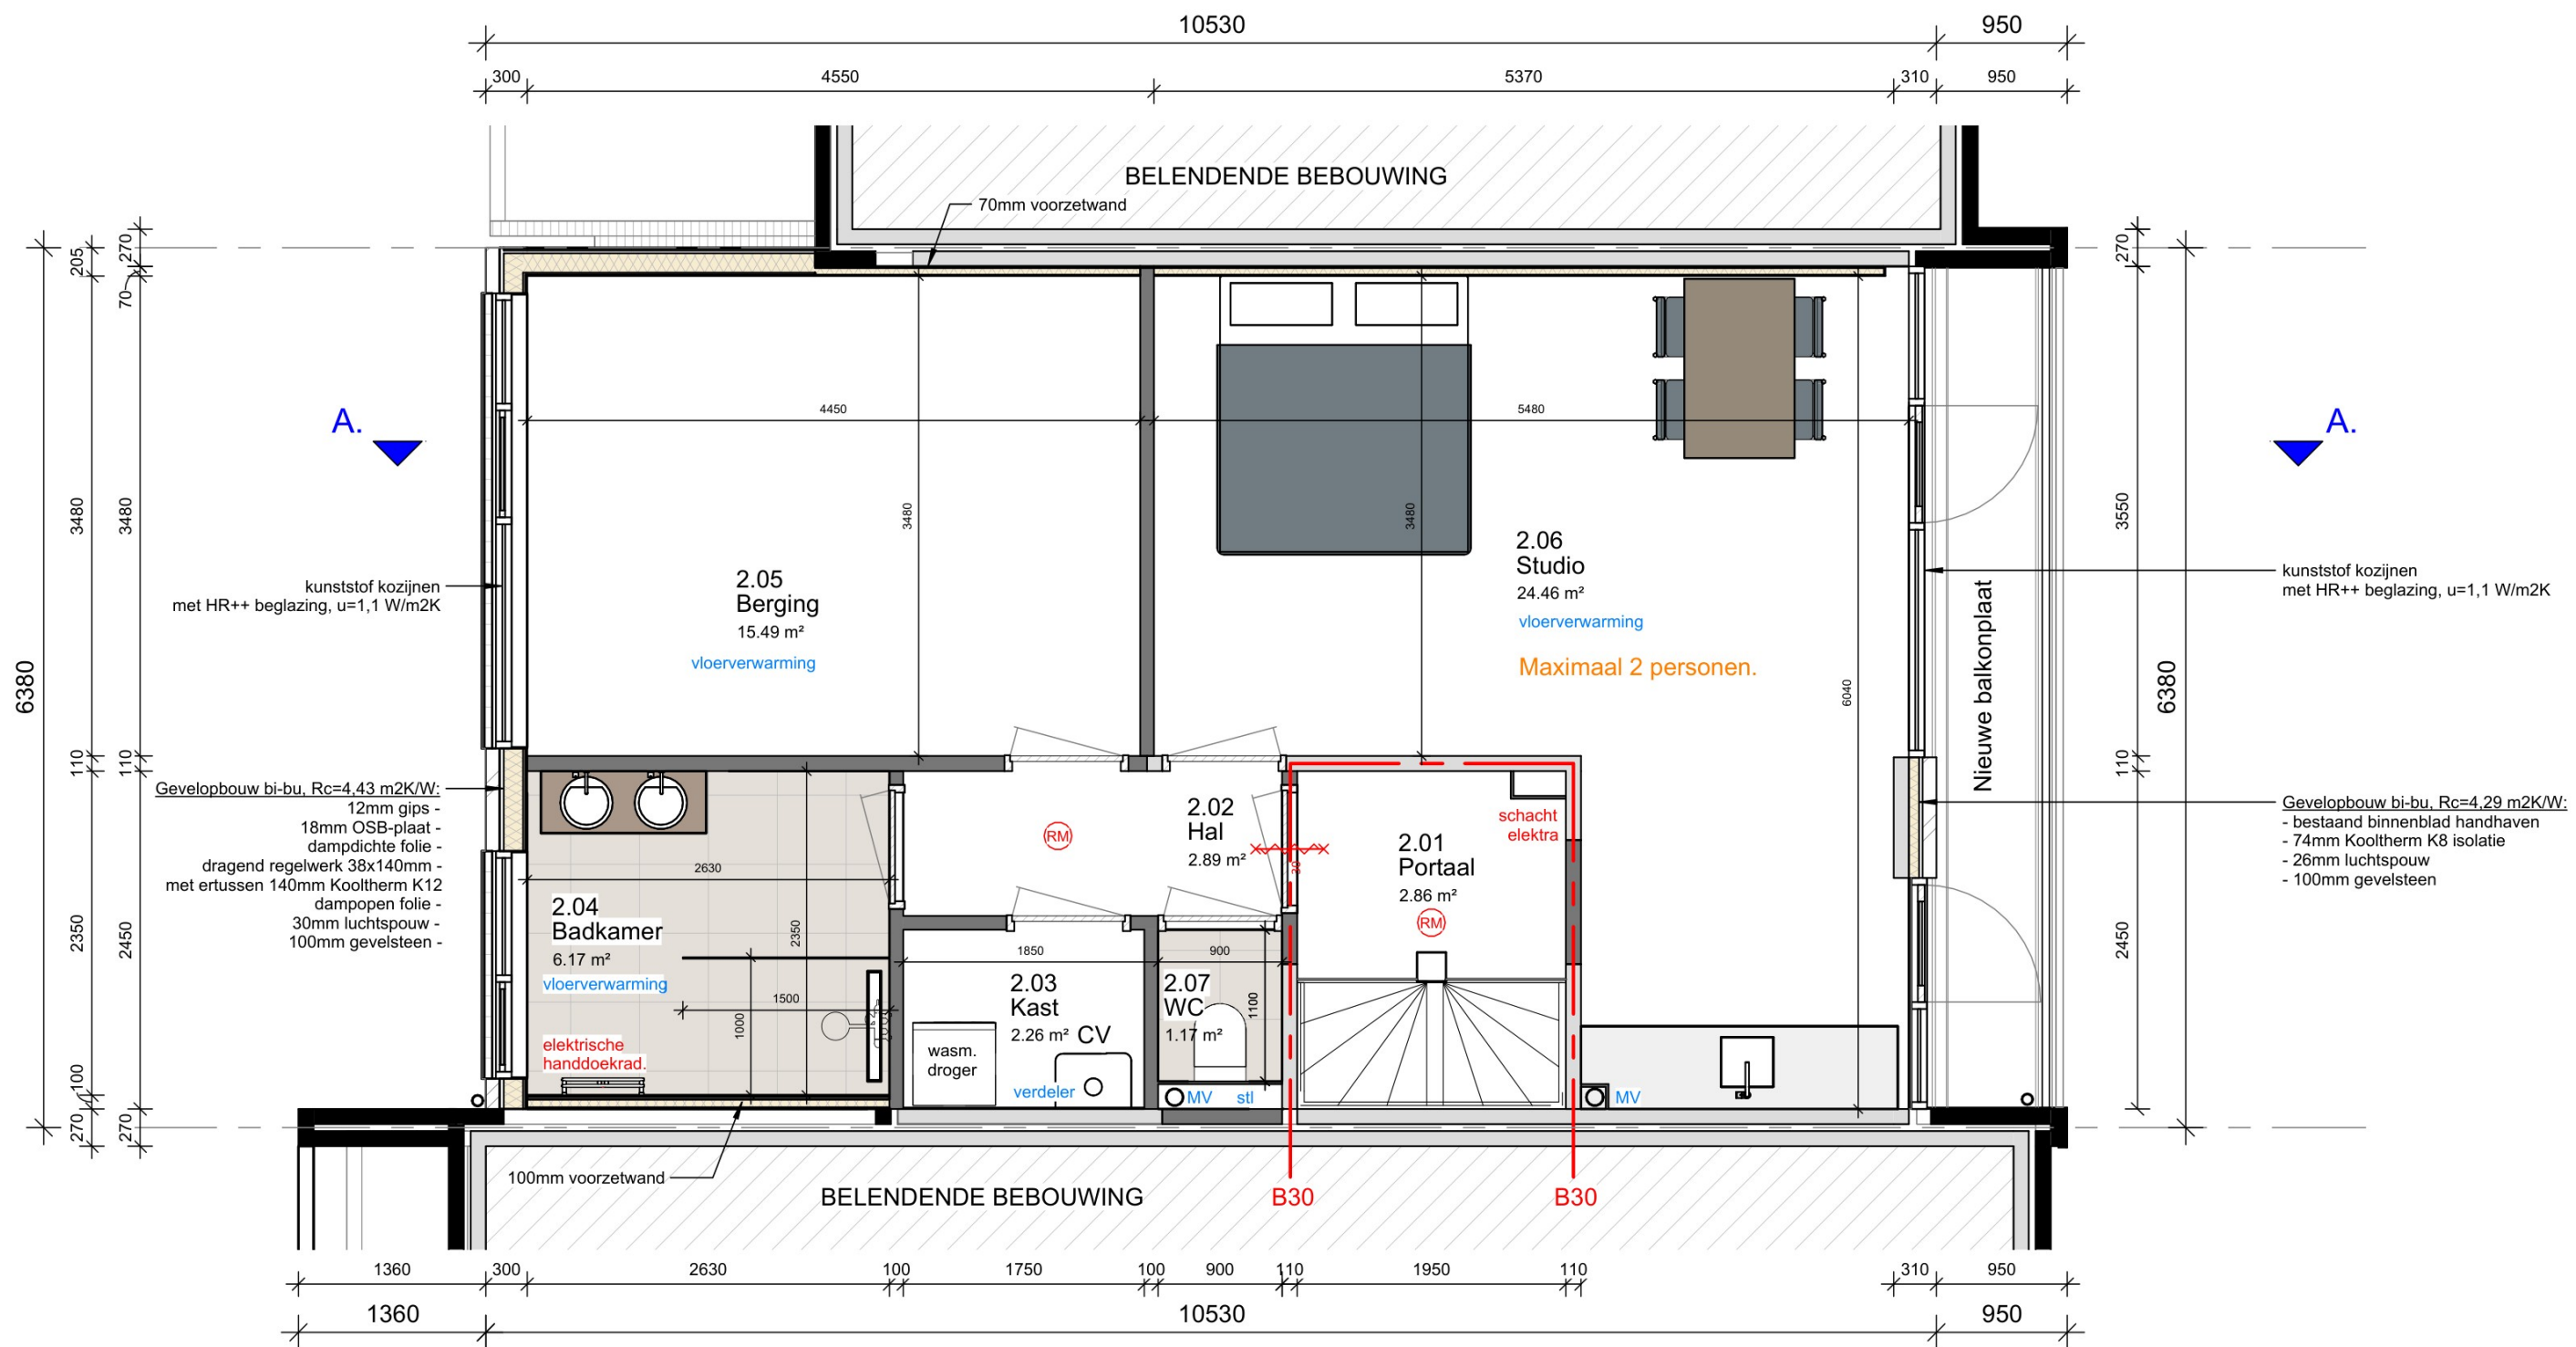 10530
950
300
4550
5370
310
950
BELENDENDE BEBOUWING
70mm voorzetwand
6380
205
270
70
3480
3480
110
110
2350
2450
100
270
270
A.
kunststof kozijnen
met HR++ beglazing, u=1,1 W/m2K
Gevelopbouw bi-bu, Rc=4,43 m2K/W:
12mm gips -
18mm OSB-plaat -
dampdichte folie -
dragend regelwerk 38x140mm -
met ertussen 140mm Kooltherm K12
dampopen folie -
30mm luchtspouw -
100mm gevelsteen -
4450
3480
2.05
Berging
15.49 m²
vloerverwarming
5480
3480
6040
2.06
Studio
24.46 m²
vloerverwarming
Maximaal 2 personen.
2630
2350
2.04
Badkamer
6.17 m²
vloerverwarming
1500
1000
elektrische
handdoekrad.
RM
2.02
Hal
2.89 m²
30
schacht
elektra
2.01
Portaal
2.86 m²
RM
1850
2.03
Kast
2.26 m²
CV
wasm.
droger
verdeler
900
1100
2.07
WC
1.17 m²
MV
stl
MV
Nieuwe balkonplaat
A.
270
3550
110
2450
6380
kunststof kozijnen
met HR++ beglazing, u=1,1 W/m2K
Gevelopbouw bi-bu, Rc=4,29 m2K/W:
- bestaand binnenblad handhaven
- 74mm Kooltherm K8 isolatie
- 26mm luchtspouw
- 100mm gevelsteen
100mm voorzetwand
BELENDENDE BEBOUWING
B30
B30
1360
300
2630
100
1750
100
900
110
1950
110
310
950
1360
10530
950